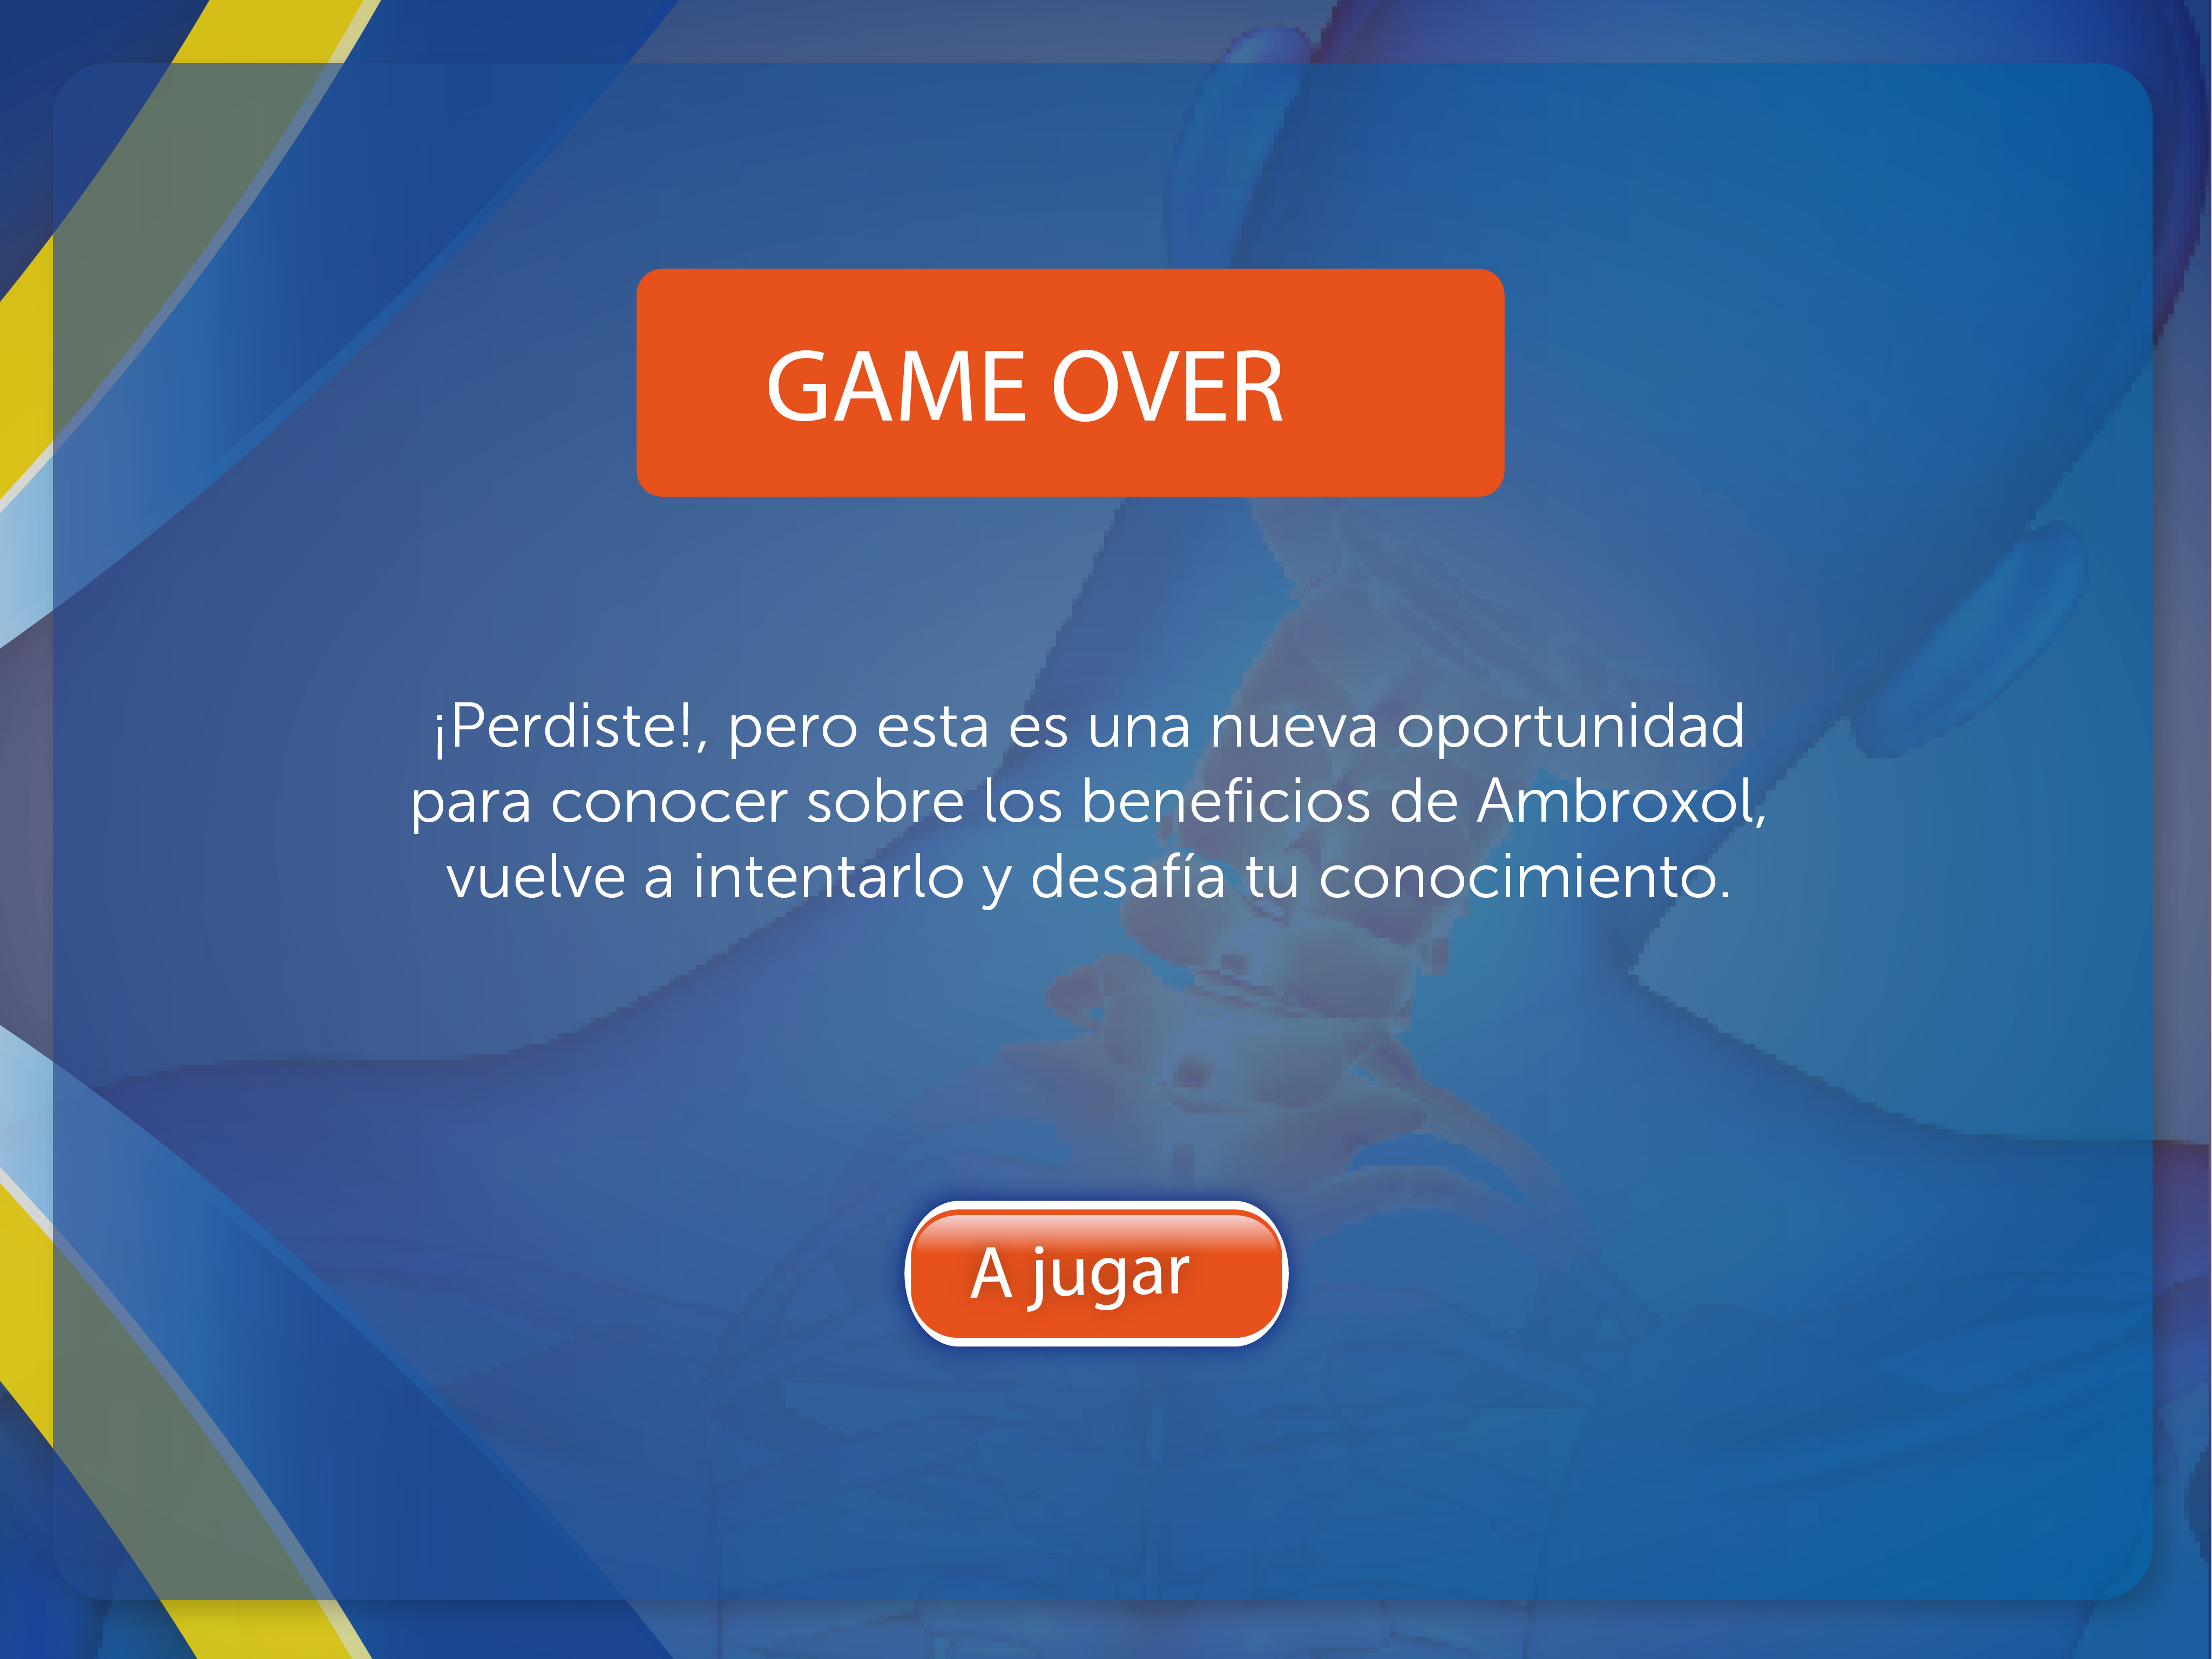 GAME OVER
¡Perdiste!, pero esta es una nueva oportunidad
para conocer sobre los beneficios de Ambroxol,
vuelve a intentarlo y desafía tu conocimiento.
A jugar